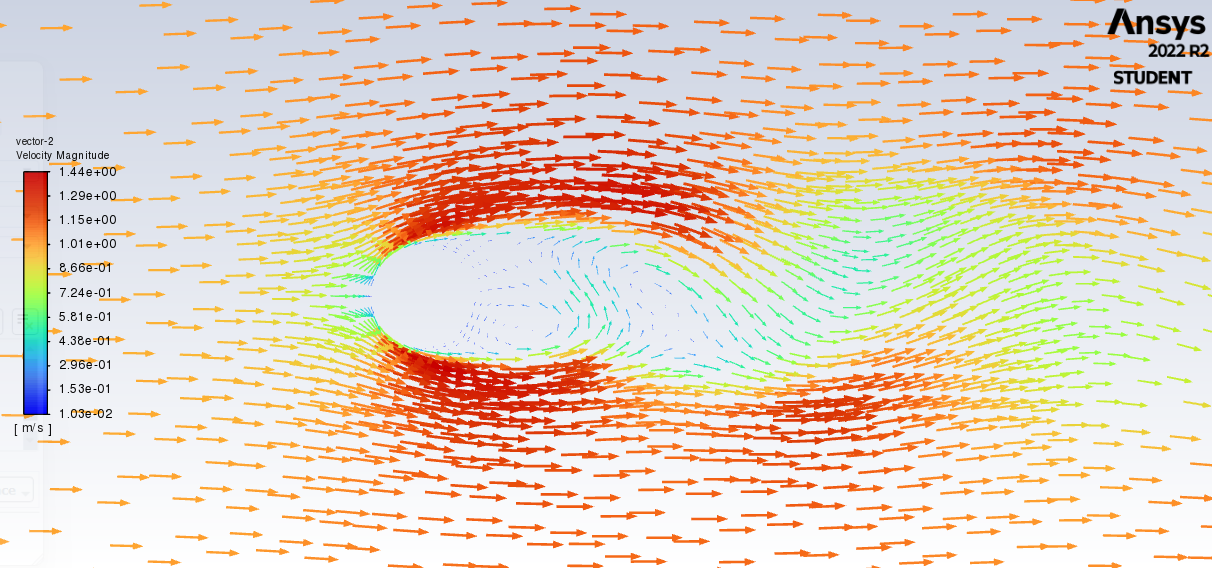 Ansys
2022 R2
STUDENT
vector-2
Velocity Magnitude
1.44e+00
1.29e+00
1.15e+00
1.01e+00
8.66e-01
7.24e-01
5.81e-01
4.38e-01
2.96e-01
1.53e-01
1.03e-02
[ m/s ]